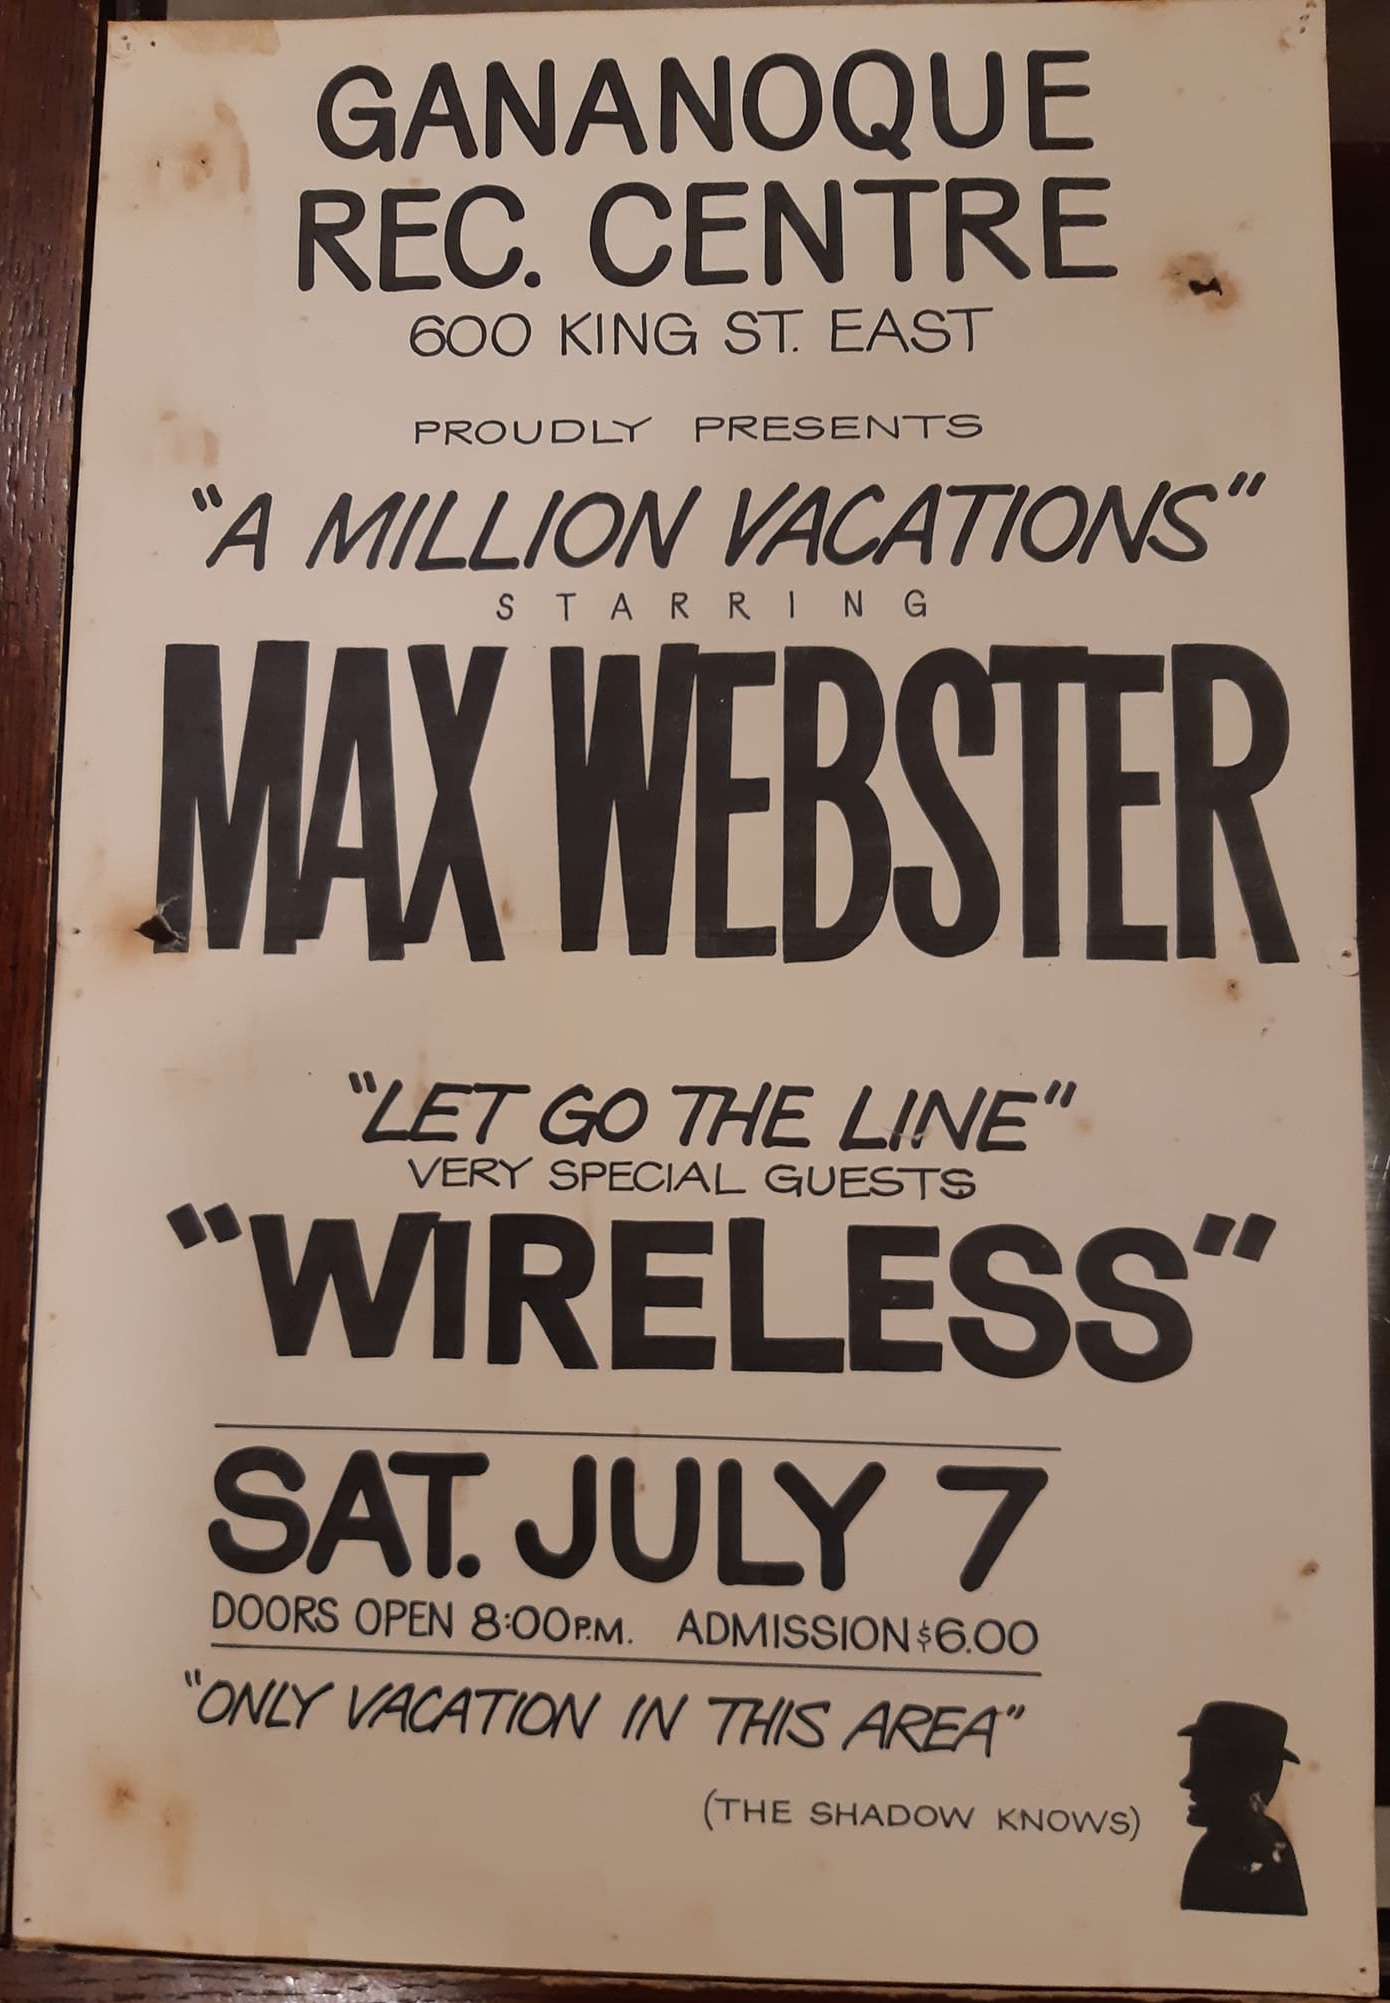 GANANOQUE
REC. CENTRE
600 KING ST. EAST
PROUDLY PRESENTS
"A MILLION VACATIONS"
STARRING
MAX WEBSTER
"LET GO THE LINE"
VERY SPECIAL GUESTS
"WIRELESS"
SAT. JULY 7
DOORS OPEN 8:00P.M. ADMISSION $6.00
"ONLY VACATION IN THIS AREA"
(THE SHADOW KNOWS)